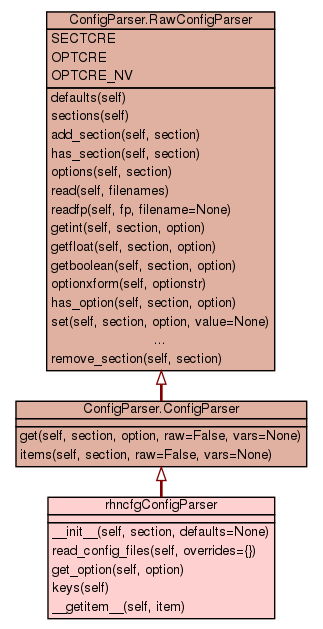 ConfigParser.RawConfigParser
SECTCRE
OPTCRE
OPTCRE_NV
defaults(self)
sections(self)
add_section(self, section)
has_section(self, section)
options(self, section)
read(self, filenames)
readfp(self, fp, filename=None)
getint(self, section, option)
getfloat(self, section, option)
getboolean(self, section, option)
optionxform(self, optionstr)
has_option(self, section, option)
set(self, section, option, value=None)
...
remove_section(self, section)
ConfigParser.ConfigParser
get(self, section, option, raw=False, vars=None)
items(self, section, raw=False, vars=None)
rhncfgConfigParser
__init__(self, section, defaults=None)
read_config_files(self, overrides={})
get_option(self, option)
keys(self)
__getitem__(self, item)